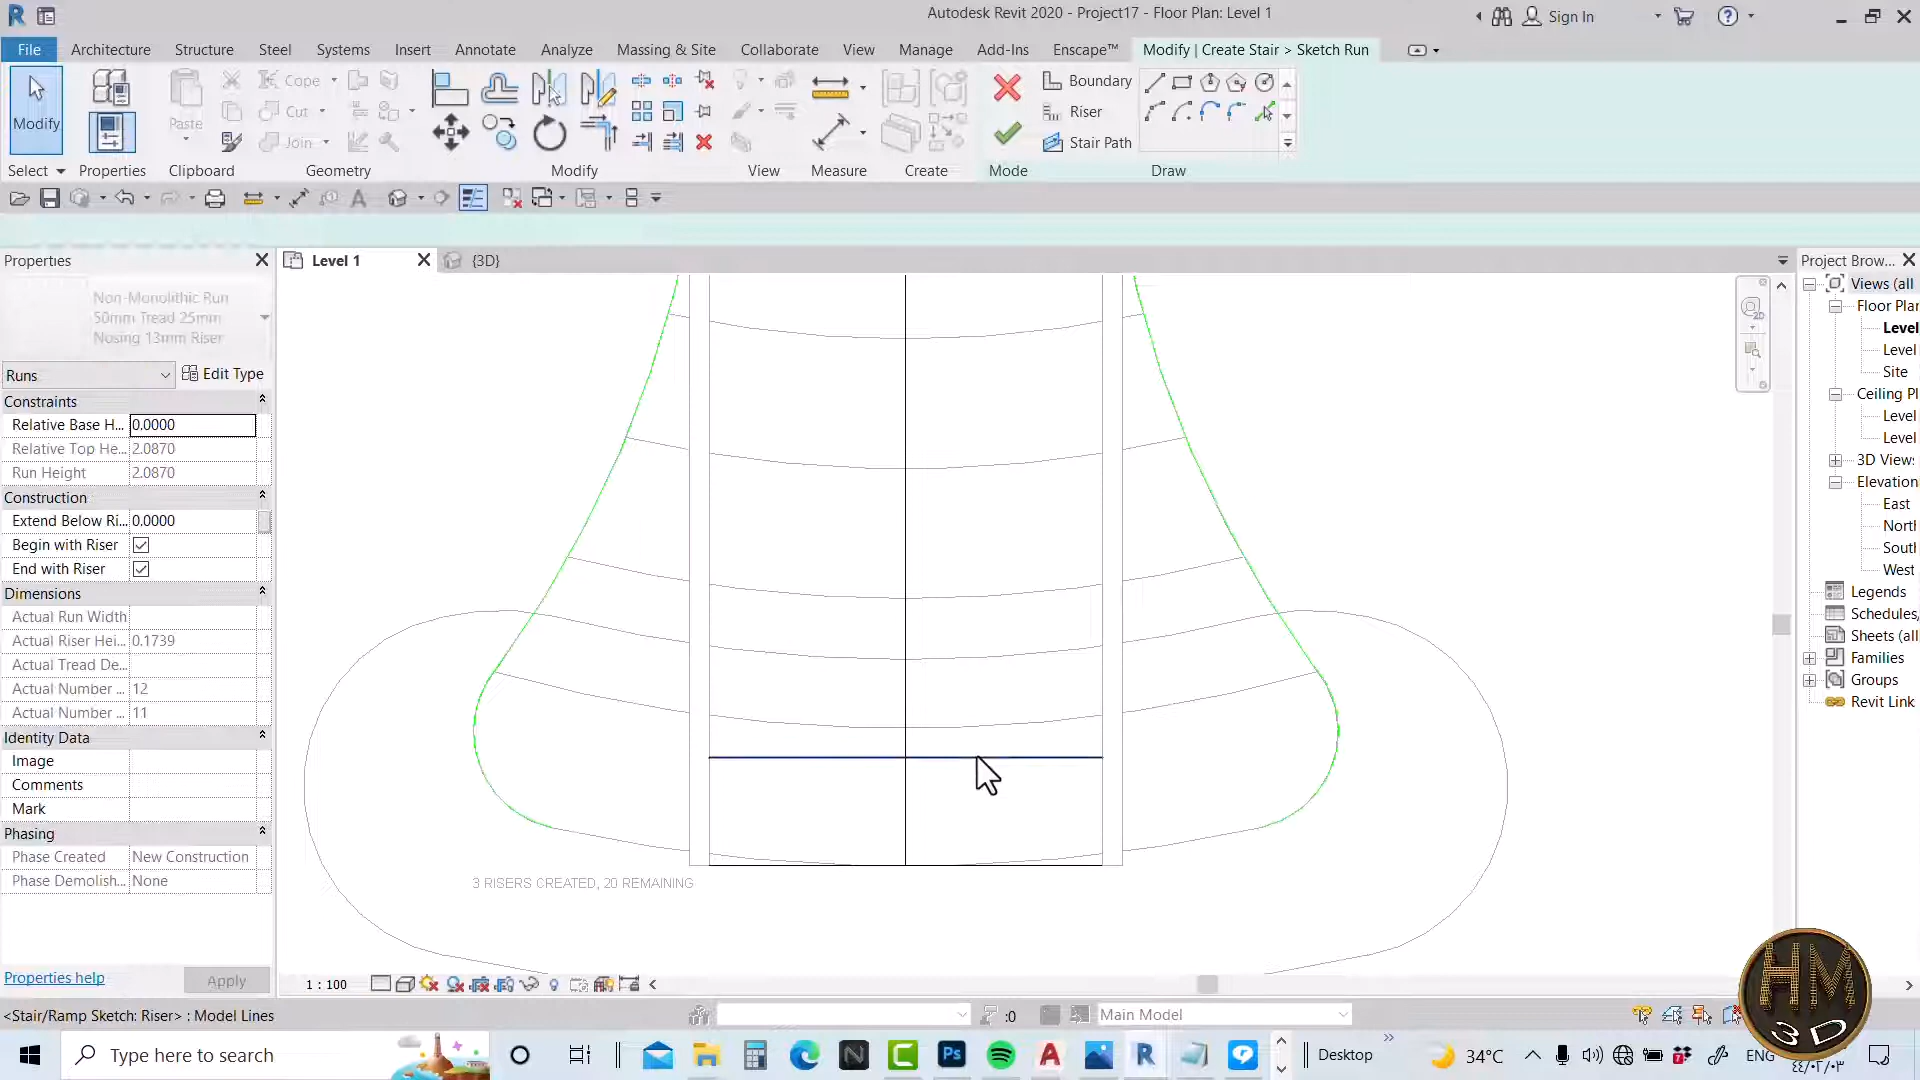 Autodesk Revit 2020 - Project17 - Floor Plan: Level 1
Sign In
File
Architecture
Structure
Steel
Systems
Insert
Annotate
Analyze
Massing & Site
Collaborate
View
Manage
Add-Ins
Enscape™
Modify | Create Stair > Sketch Run
Modify
Paste
Cope
Cut
Join
Boundary
Riser
Stair Path
Select
Properties
Clipboard
Geometry
Modify
View
Measure
Create
Mode
Draw
Properties
Level 1
{3D}
Project Brow...
Non-Monolithic Run
50mm Tread 25mm
Nosing 13mm Riser
Runs
Edit Type
Constraints
Relative Base H... 0.0000
Relative Top He... 2.0870
Run Height 2.0870
Construction
Extend Below Ri... 0.0000
Begin with Riser
End with Riser
Dimensions
Actual Run Width
Actual Riser Hei... 0.1739
Actual Tread De...
Actual Number ... 12
Actual Number ... 11
Identity Data
Image
Comments
Mark
Phasing
Phase Created New Construction
Phase Demolish... None
Properties help
Apply
3 RISERS CREATED, 20 REMAINING
2D
Views (all
Floor Plan
Level
Level
Site
Ceiling Pl
Level
Level
3D View
Elevation
East
North
South
West
Legends
Schedules,
Sheets (all
Families
Groups
Revit Link
1 : 100
<Stair/Ramp Sketch: Riser> : Model Lines
:0
Main Model
HM
3D
Type here to search
Desktop
34°C
ENG